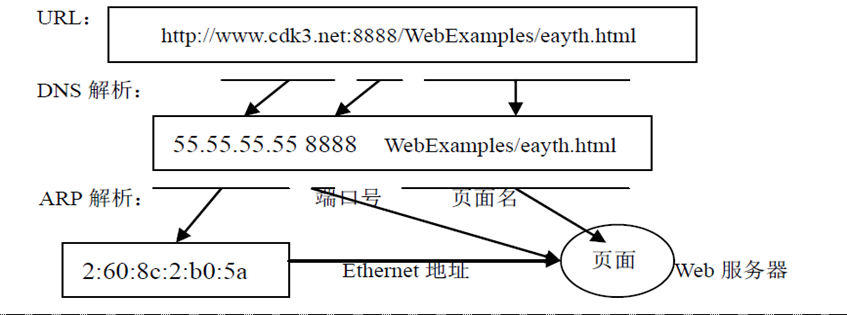 URL：
http://www.cdk3.net:8888/WebExamples/eayth.html
DNS 解析：
55.55.55.55 8888 WebExamples/eayth.html
ARP 解析： 端口号 页面名
2:60:8c:2:b0:5a Ethernet 地址 页面 Web 服务器